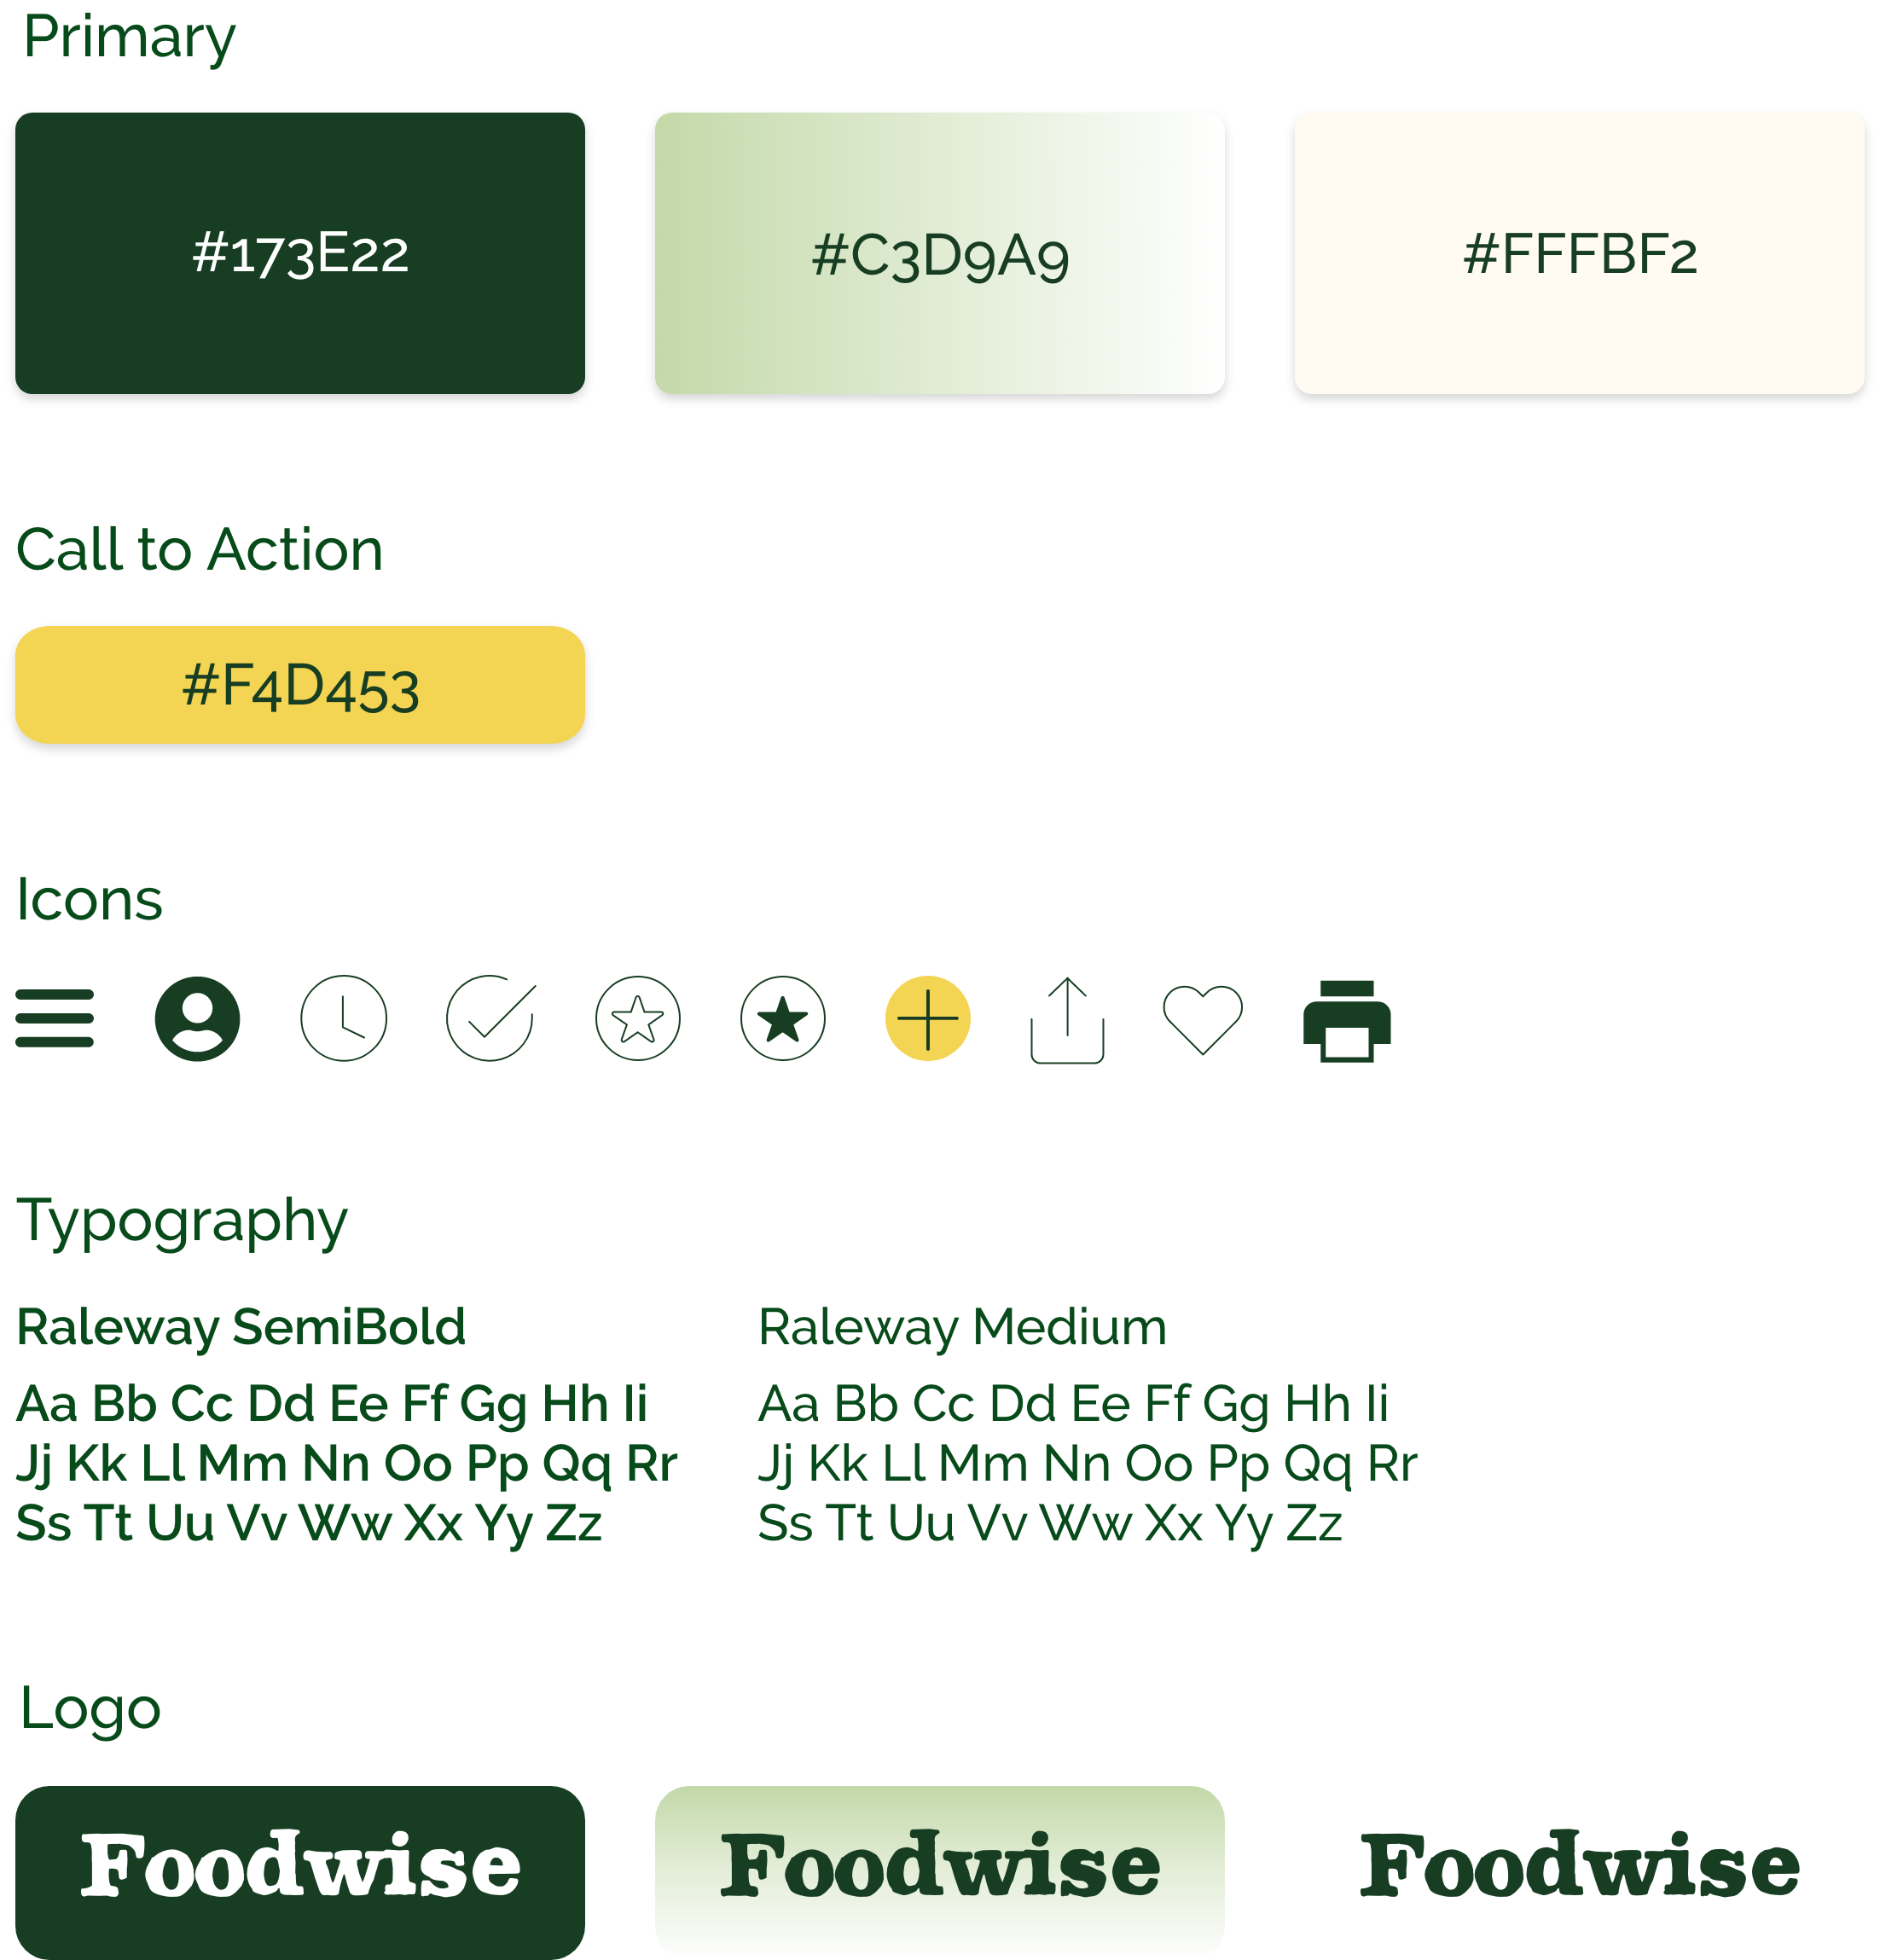 Primary
#173E22
#C3D9A9
#FFFBF2
Call to Action
#F4D453
Icons
Typography
Raleway SemiBold
Aa Bb Cc Dd Ee Ff Gg Hh Ii
Jj Kk Ll Mm Nn Oo Pp Qq Rr
Ss Tt Uu Vv Ww Xx Yy Zz
Raleway Medium
Aa Bb Cc Dd Ee Ff Gg Hh Ii
Jj Kk Ll Mm Nn Oo Pp Qq Rr
Ss Tt Uu Vv Ww Xx Yy Zz
Logo
Foodwise
Foodwise
Foodwise